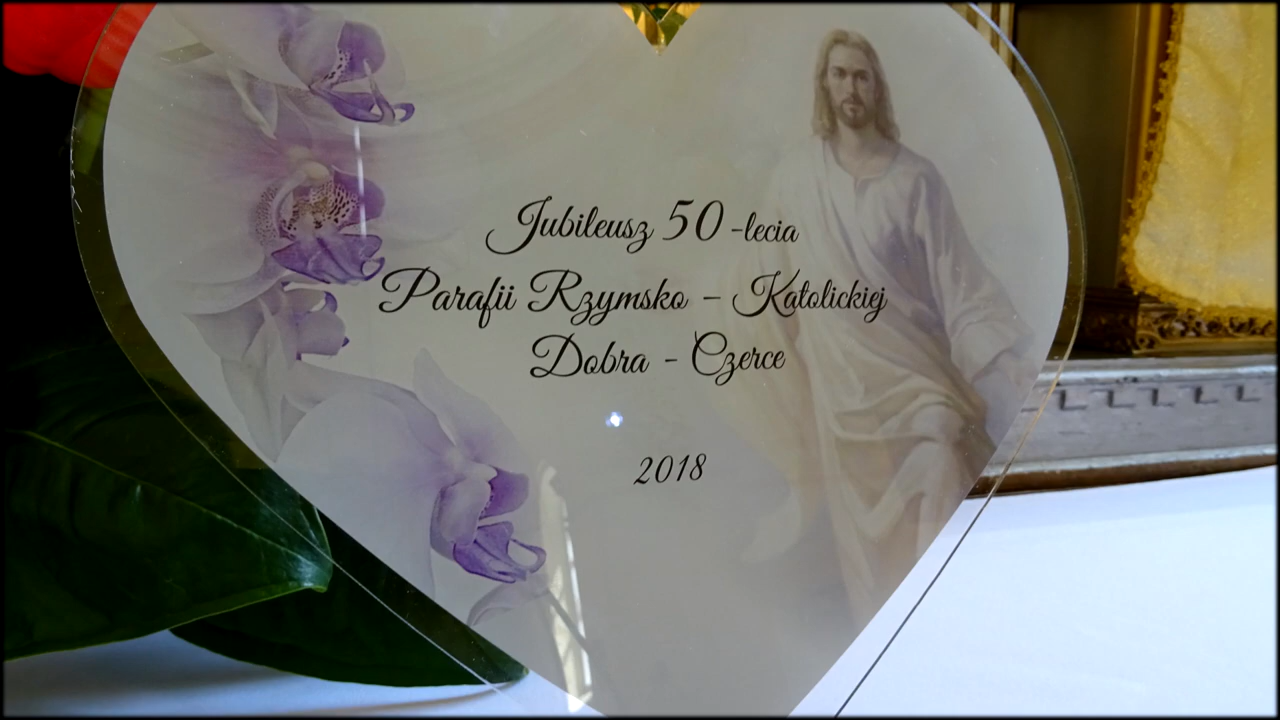 Jubileusz 50 -lecia
Parafii Rzymsko – Katolickiej
Dobra - Czerce
2018